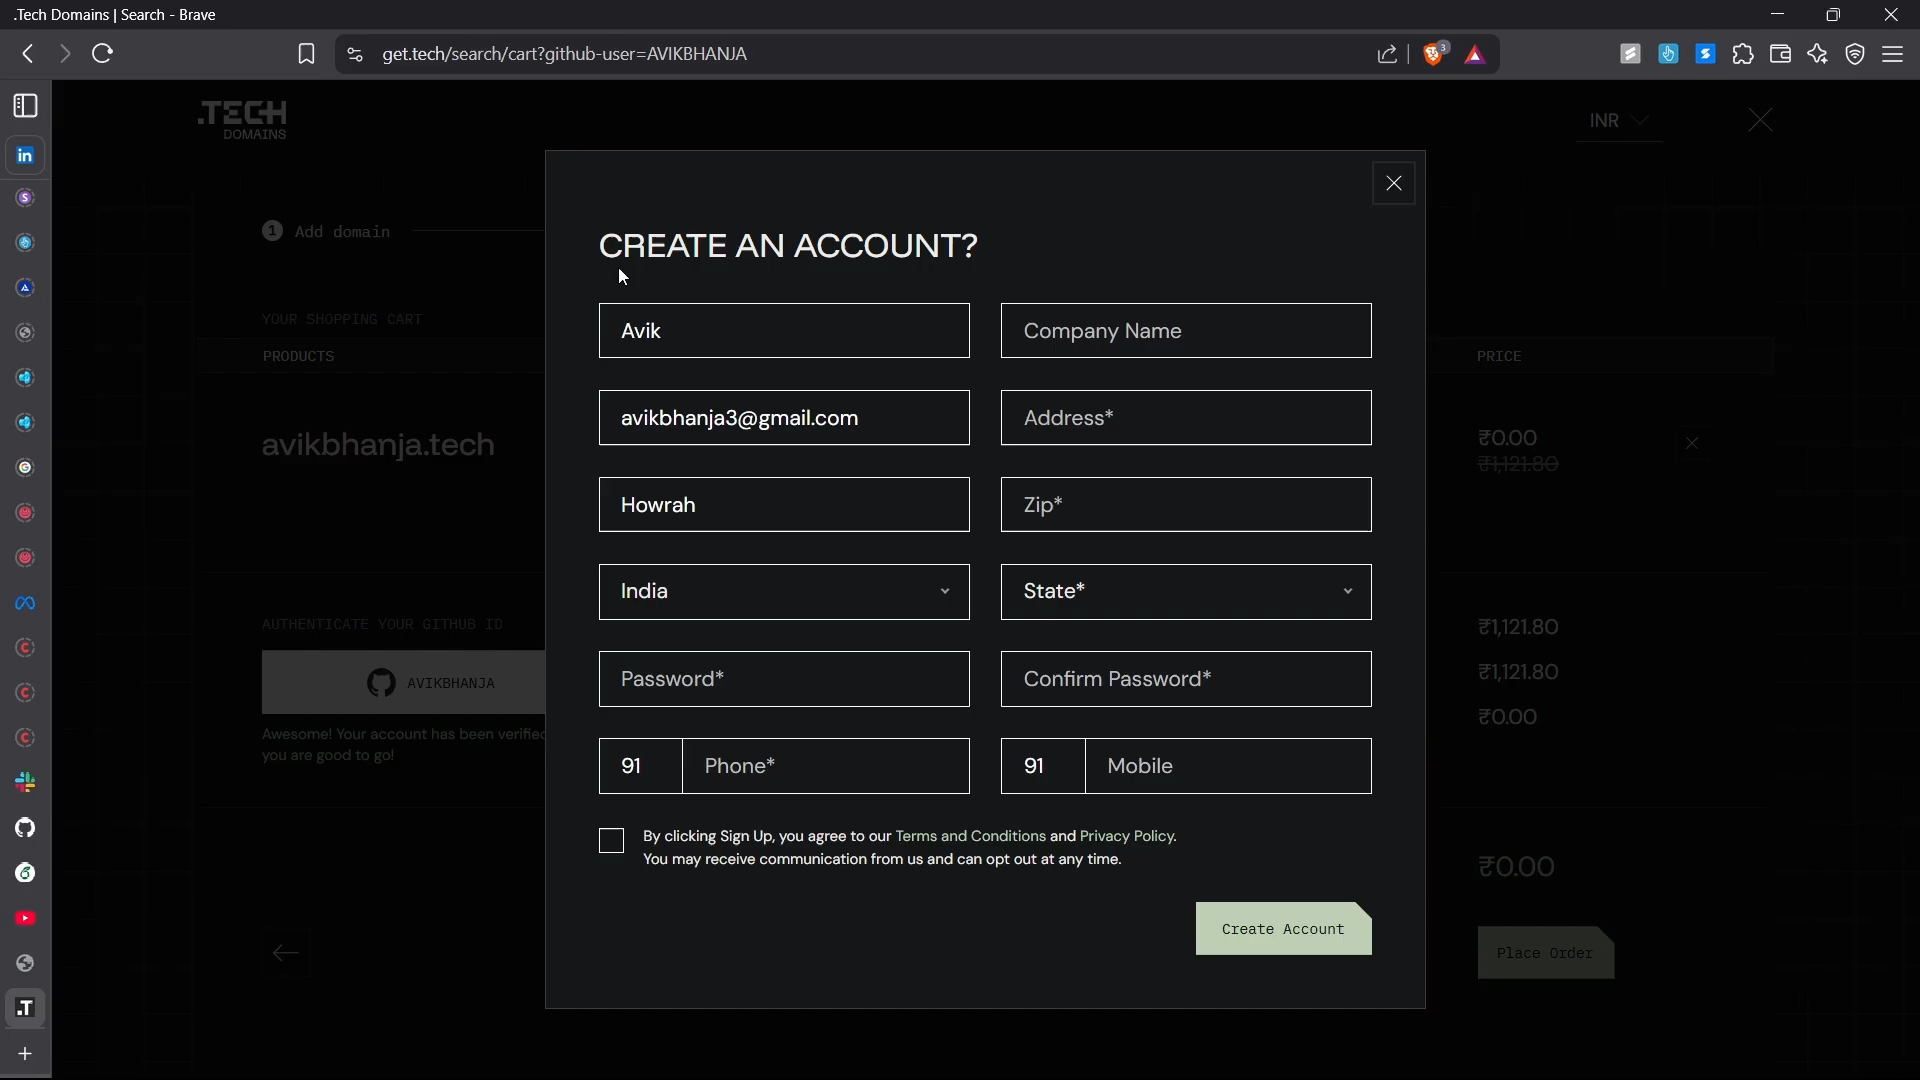 .Tech Domains | Search - Brave
get.tech/search/cart?github-user=AVIKBHANJA
3
.TECH
DOMAINS
INR
1 Add domain
CREATE AN ACCOUNT?
YOUR SHOPPING CART
PRODUCTS
PRICE
Avik
Company Name
avikbhanja3@gmail.com
Address*
avikbhanja.tech
₹0.00
₹1,121.80
Howrah
Zip*
India
State*
AUTHENTICATE YOUR GITHUB ID
₹1,121.80
AVIKBHANJA
Password*
Confirm Password*
₹1,121.80
₹0.00
Awesome! Your account has been verified
you are good to go!
91
Phone*
91
Mobile
By clicking Sign Up, you agree to our Terms and Conditions and Privacy Policy.
You may receive communication from us and can opt out at any time.
₹0.00
Create Account
Place Order